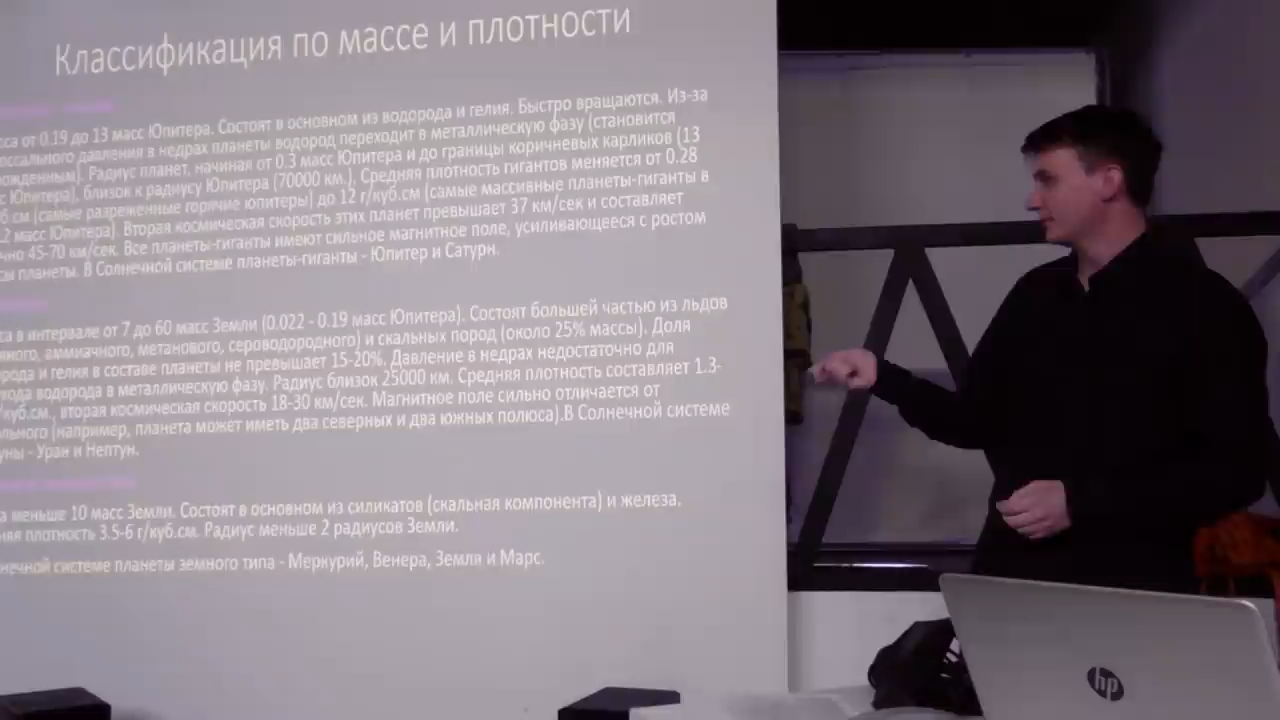 Классификация по массе и плотности
сса от 0.19 до 13 масс Юпитера. Состоят в основном из водорода и гелия. Быстро вращаются. Из-за
оссального давления в недрах планеты водород переходит в металлическую фазу (становится
ожденным). Радиус планет, начиная от 0.3 масс Юпитера и до границы коричневых карликов (13
с Юпитера), близок к радиусу Юпитера (70000 км.). Средняя плотность гигантов меняется от 0.28
б.см (самые разреженные горячие юпитеры) до 12 г/куб.см (самые массивные планеты-гиганты в
.2 масс Юпитера). Вторая космическая скорость этих планет превышает 37 км/сек и составляет
чно 45-70 км/сек. Все планеты-гиганты имеют сильное магнитное поле, усиливающееся с ростом
сы планеты. В Солнечной системе планеты-гиганты - Юпитер и Сатурн.
са в интервале от 7 до 60 масс Земли (0.022 - 0.19 масс Юпитера). Состоят большей частью из льдов
яного, аммиачного, метанового, сероводородного) и скальных пород (около 25% массы). Доля
орода и гелия в составе планеты не превышает 15-20%. Давление в недрах недостаточно для
хода водорода в металлическую фазу. Радиус близок 25000 км. Средняя плотность составляет 1.3-
/куб.см., вторая космическая скорость 18-30 км/сек. Магнитное поле сильно отличается от
ольного (например, планета может иметь два северных и два южных полюса).В Солнечной системе
уны - Уран и Нептун.
а меньше 10 масс Земли. Состоят в основном из силикатов (скальная компонента) и железа.
няя плотность 3.5-6 г/куб.см. Радиус меньше 2 радиусов Земли.
нечной системе планеты земного типа - Меркурий, Венера, Земля и Марс.
hp